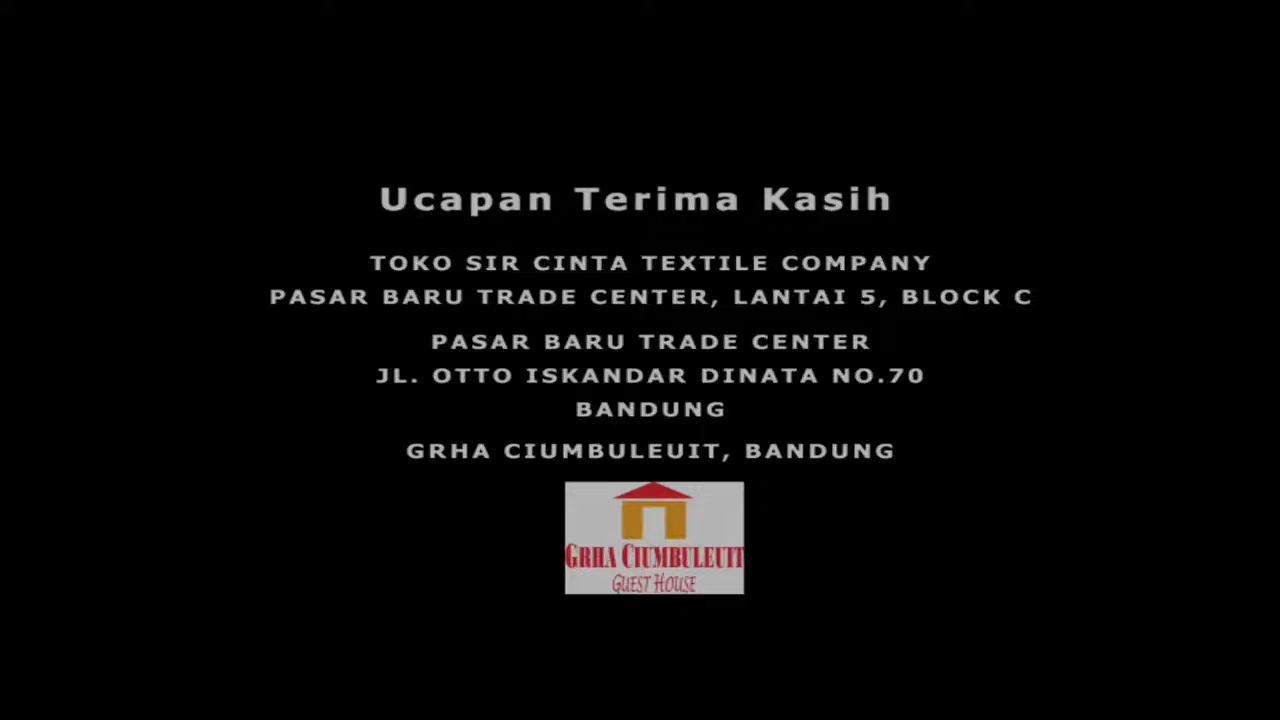 Ucapan Terima Kasih
TOKO SIR CINTA TEXTILE COMPANY
PASAR BARU TRADE CENTER, LANTAI 5, BLOCK C
PASAR BARU TRADE CENTER
JL. OTTO ISKANDAR DINATA NO.70
BANDUNG
GRHA CIUMBULEUIT, BANDUNG
GRHA CIUMBULEUIT
GUEST HOUSE